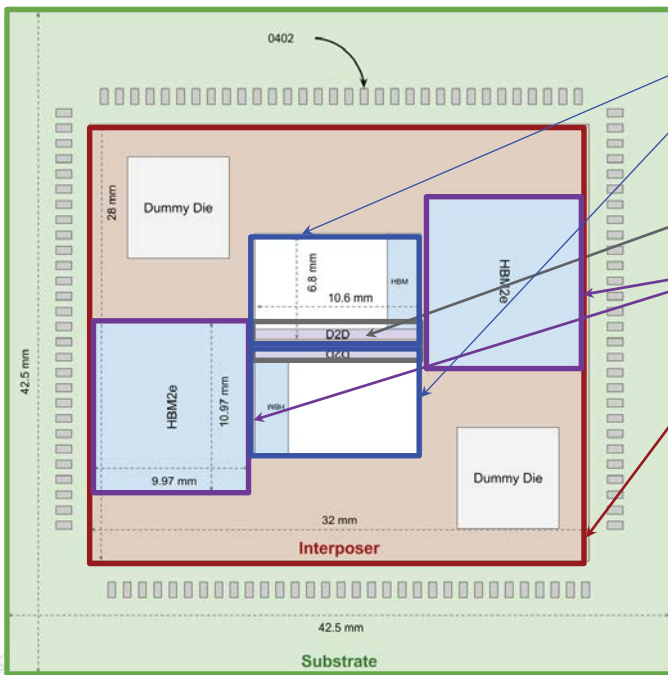 0402
Dummy Die
28 mm
6.8 mm
HBM
10.6 mm
D2D
HBM2e
42.5 mm
D2D
HBM
HBM2e
10.97 mm
9.97 mm
Dummy Die
32 mm
Interposer
42.5 mm
Substrate